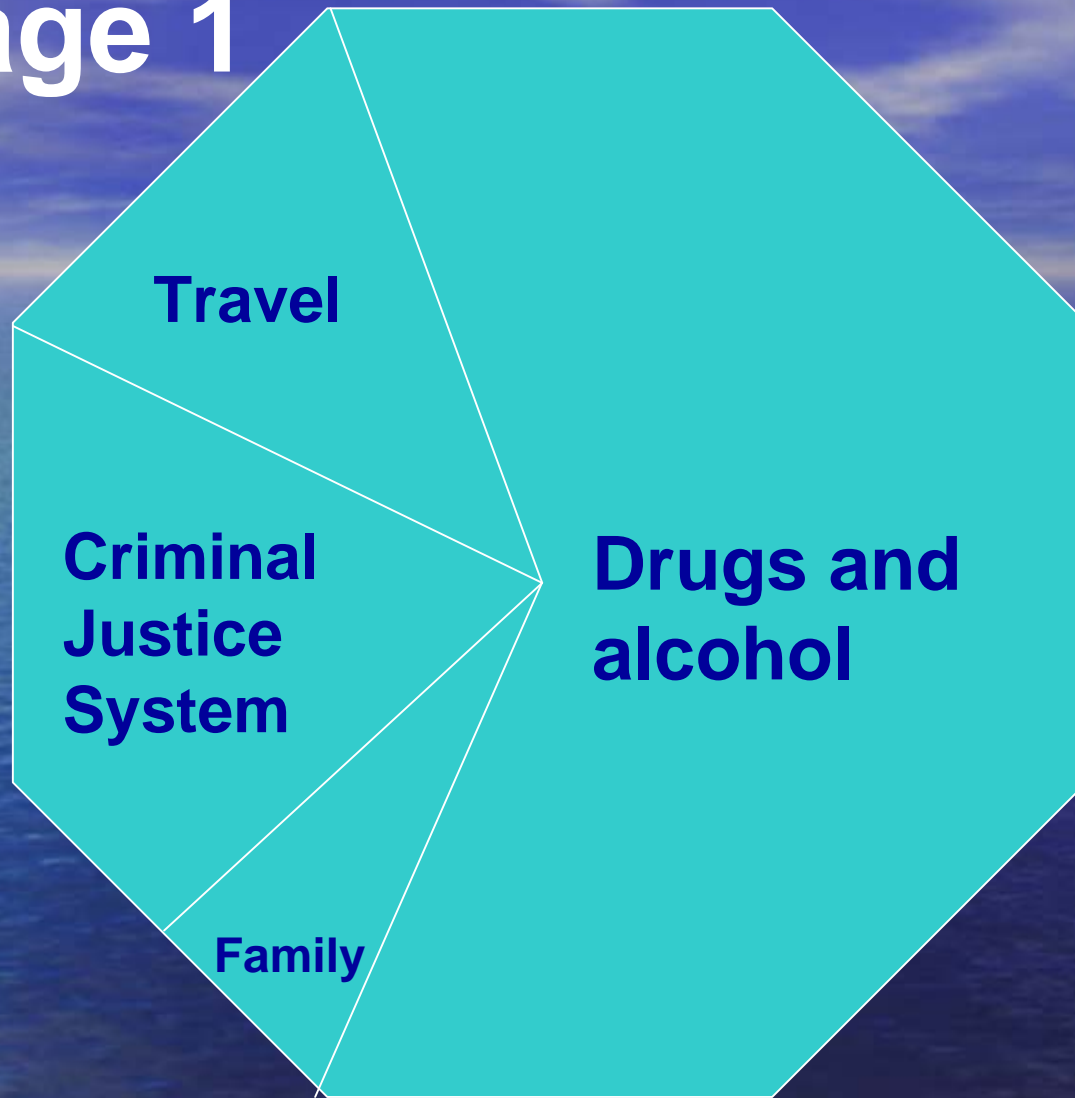 age 1
Travel
Criminal
Justice
System
Drugs and
alcohol
Family